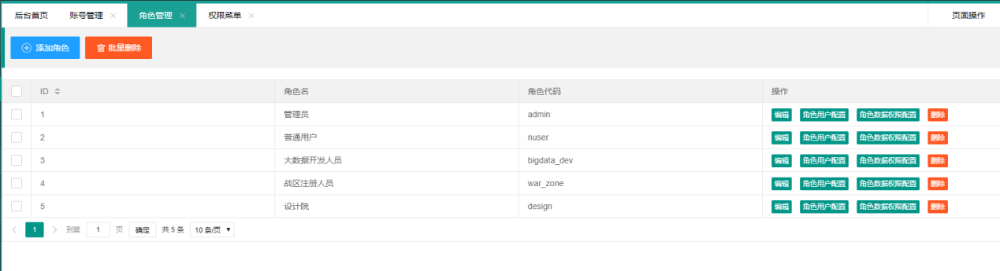 后台首页 账号管理 角色管理 权限菜单 页面操作
添加角色 批量删除
ID 角色名 角色代码 操作
1 管理员 admin 编辑 角色用户配置 角色数据权限配置 删除
2 普通用户 nuser 编辑 角色用户配置 角色数据权限配置 删除
3 大数据开发人员 bigdata_dev 编辑 角色用户配置 角色数据权限配置 删除
4 战区注册人员 war_zone 编辑 角色用户配置 角色数据权限配置 删除
5 设计院 design 编辑 角色用户配置 角色数据权限配置 删除
1 到第 1 页 确定 共 5 条 10 条/页